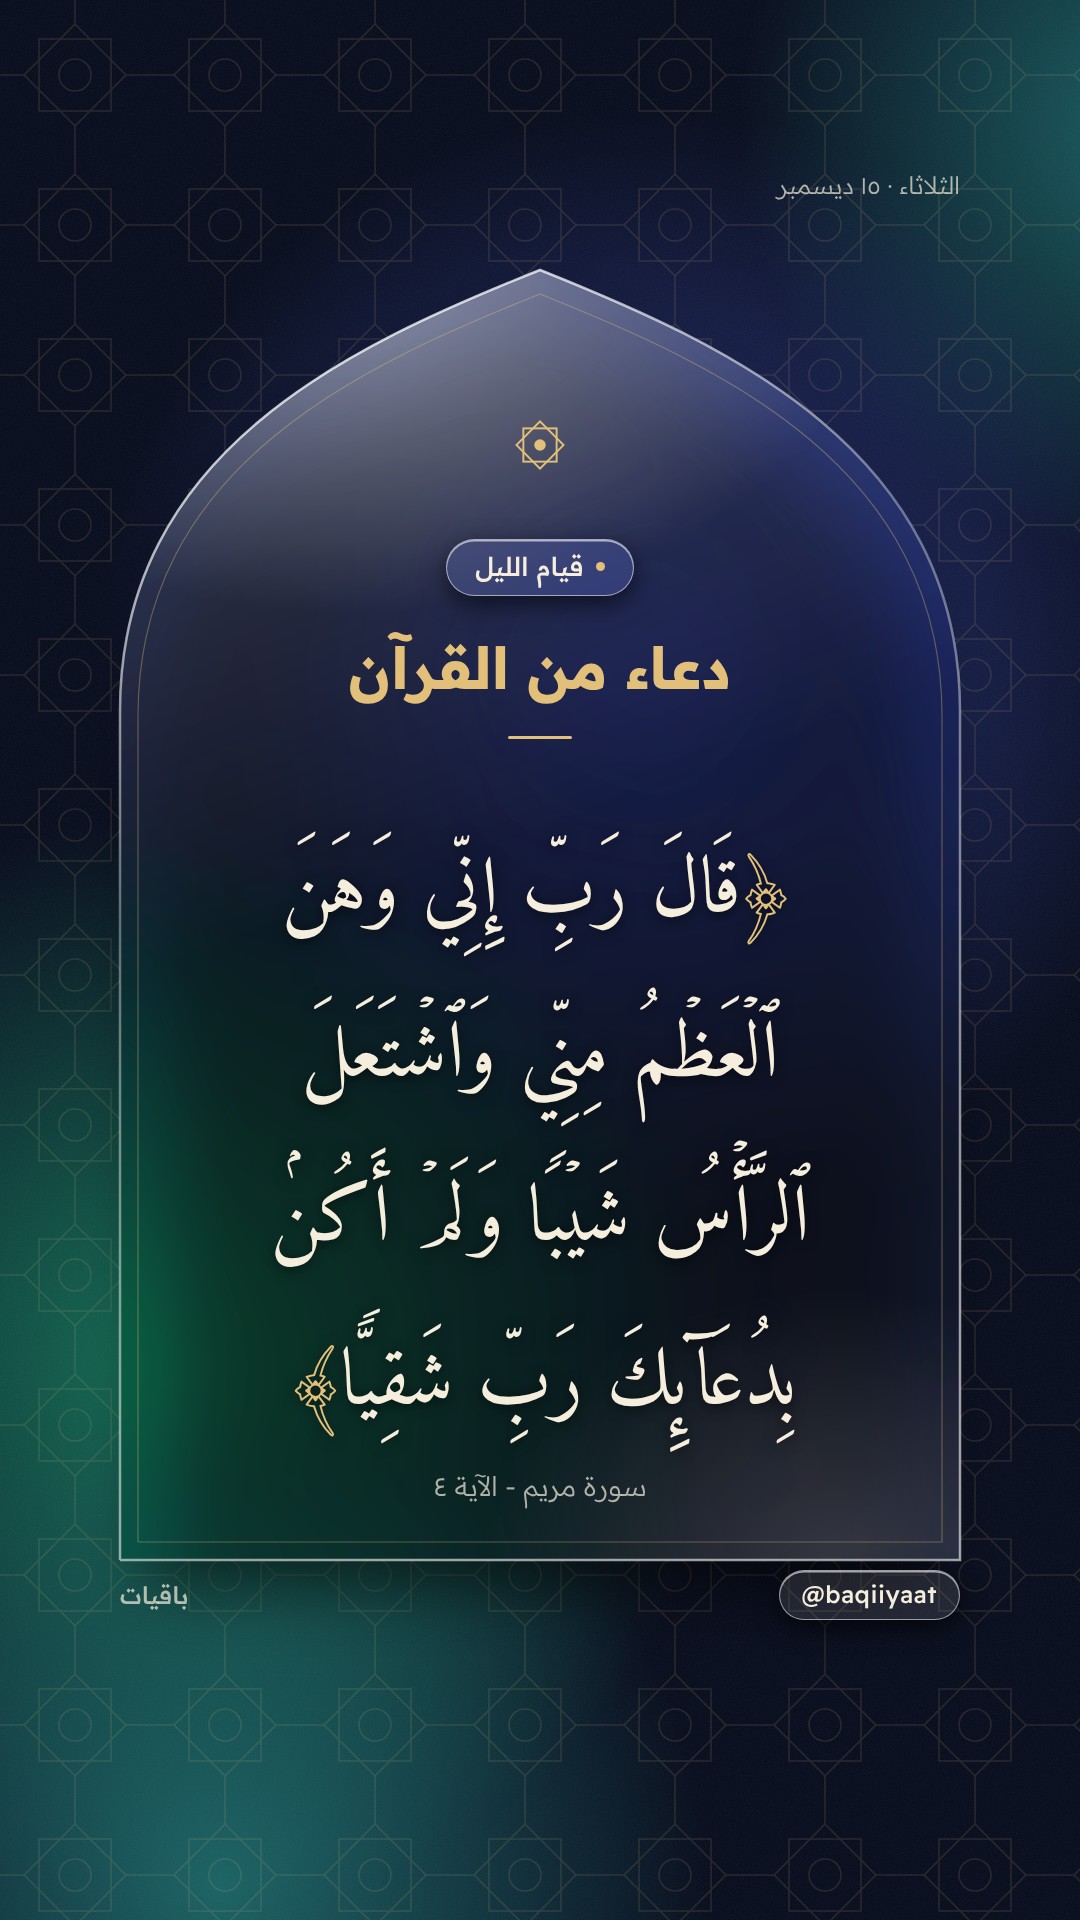 الثلاثاء · ١٥ ديسمبر
قيام الليل
دعاء من القرآن
﴿قَالَ رَبِّ إِنِّي وَهَنَ
ٱلۡعَظۡمُ مِنِّي وَٱشۡتَعَلَ
ٱلرَّأۡسُ شَيۡبٗا وَلَمۡ أَكُنۢ
بِدُعَآئِكَ رَبِّ شَقِيّٗا﴾
سورة مريم - الآية ٤
@baqiiyaat
باقيات